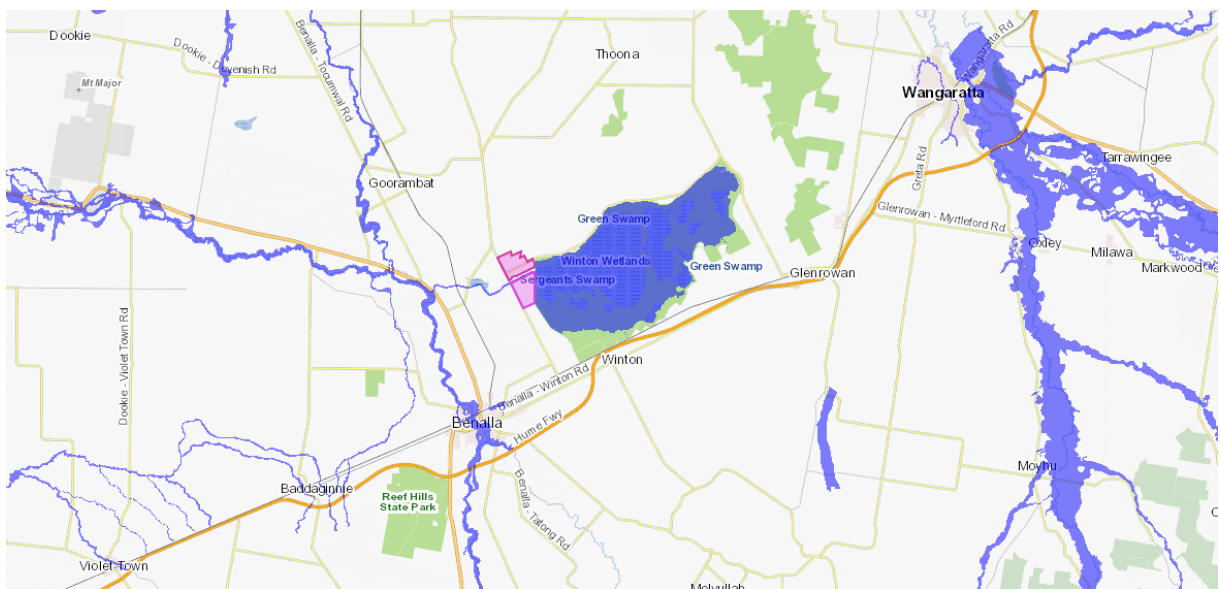 Dookie
Dookie - Devenish Rd
Benalla - Tocumwal Rd
Thoona
Wangaratta Rd
Mt Major
Wangaratta
Tarrawingee
Greta Rd
Goorambat
Glenrowan - Myrtleford Rd
Green Swamp
Oxley
Milawa
Winton Wetlands
Green Swamp
Markwood
Glenrowan
Sergeants Swamp
Dookie - Violet Town Rd
Winton
Benalla - Winton Rd
Benalla
Hume Fwy
Moyhu
Baddaginnie
Reef Hills
State Park
Benalla - Tatong Rd
Violet Town
Molyullah